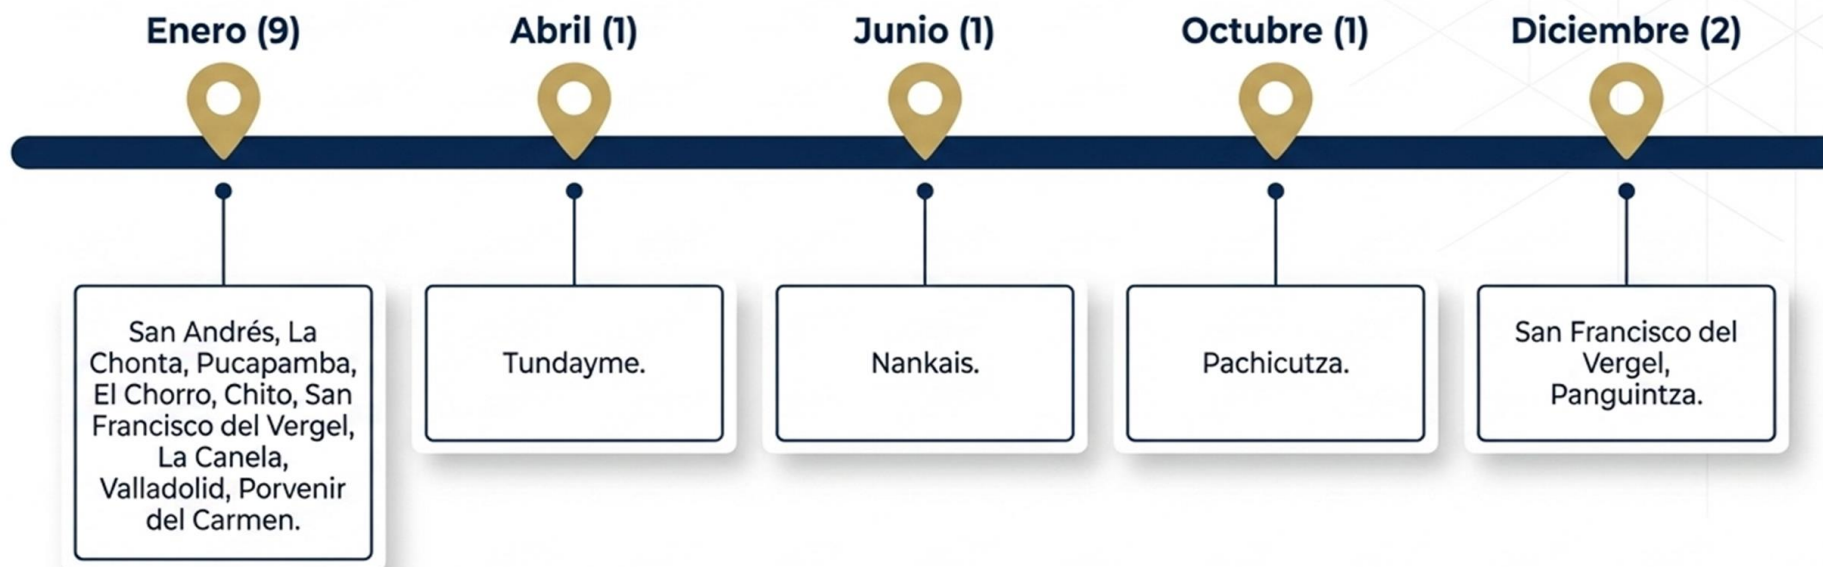 Enero (9)
Abril (1)
Junio (1)
Octubre (1)
Diciembre (2)
San Andrés, La
Chonta, Pucapamba,
El Chorro, Chito, San
Francisco del Vergel,
La Canela,
Valladolid, Porvenir
del Carmen.
Tundayme.
Nankais.
Pachicutza.
San Francisco del
Vergel,
Panguintza.